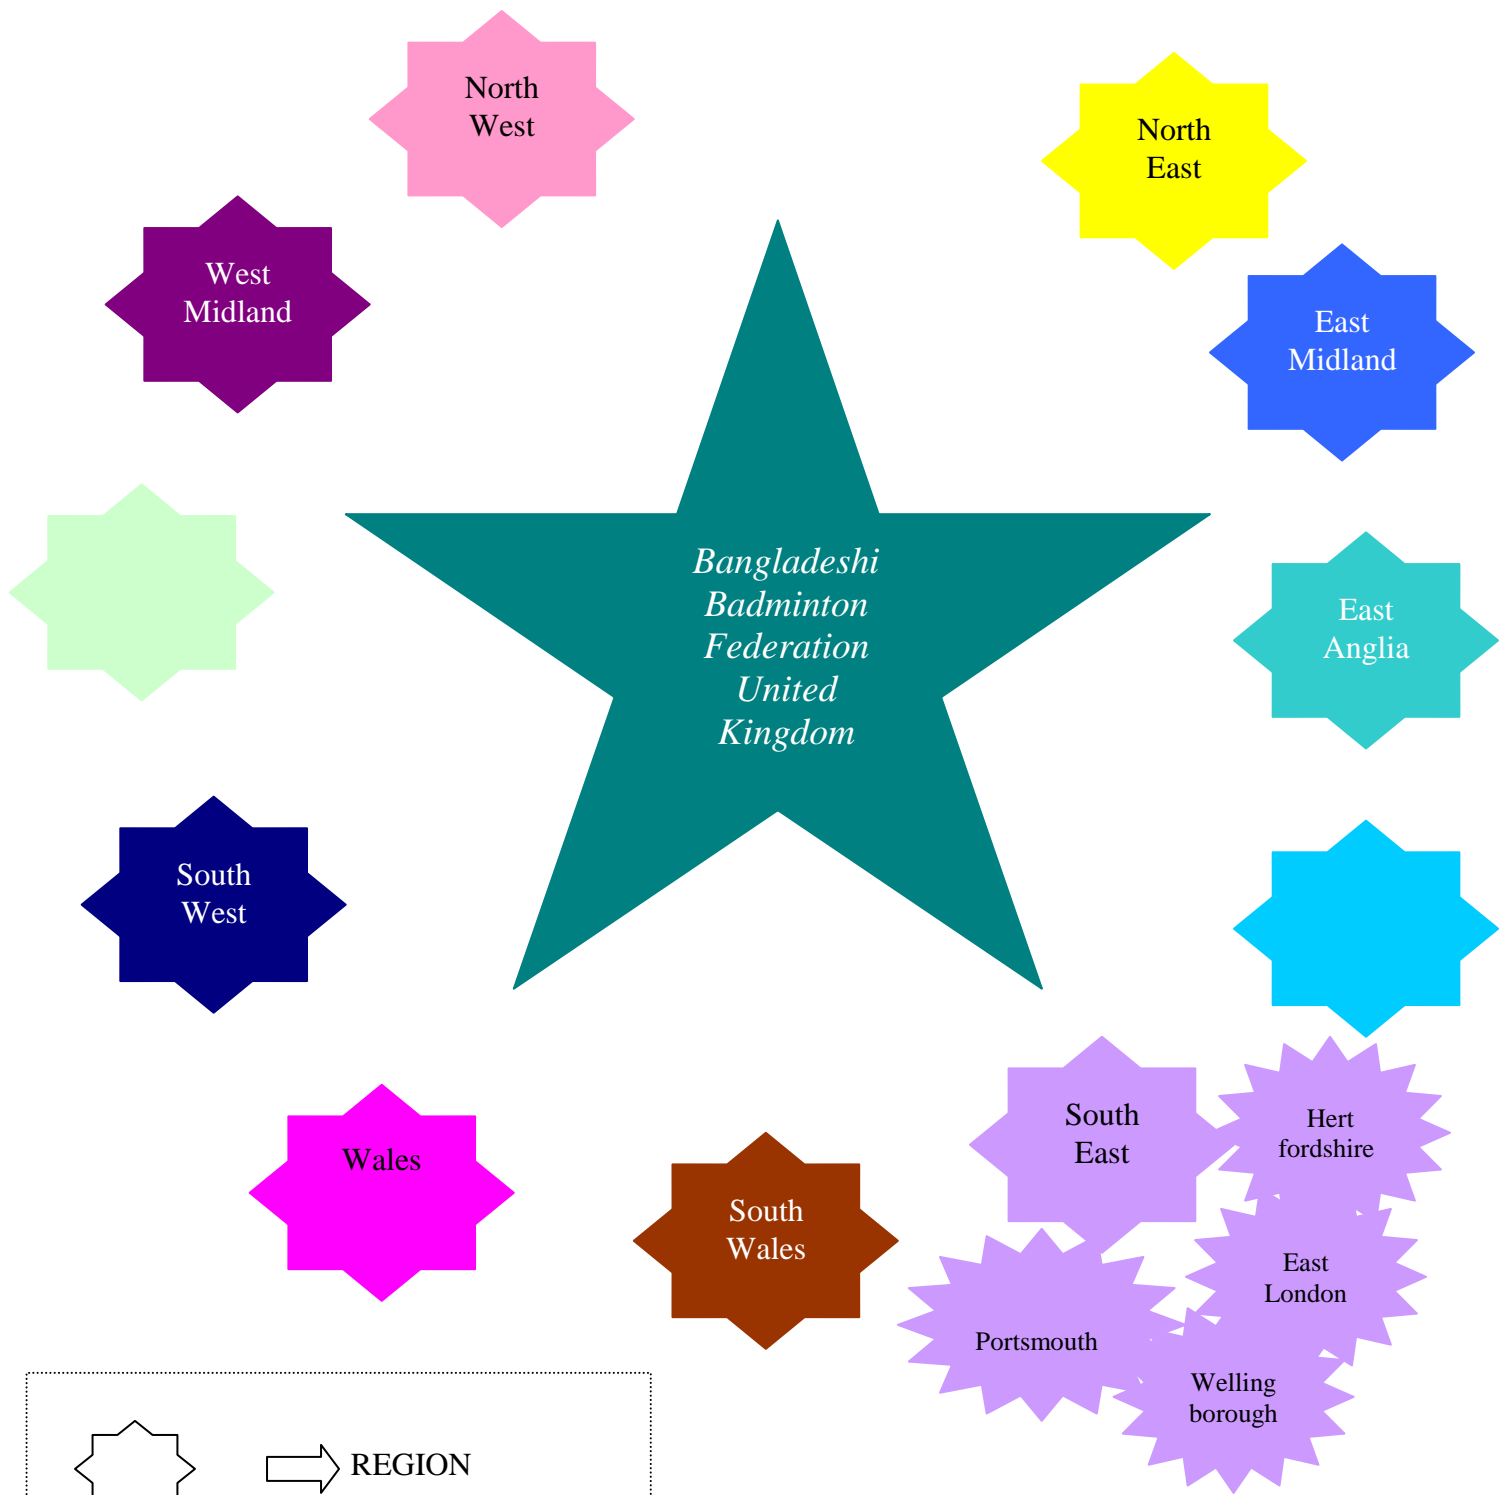 North
West
North
East
West
Midland
East
Midland
Bangladeshi
Badminton
Federation
United
Kingdom
East
Anglia
South
West
South
East
Hert
fordshire
Wales
South
Wales
East
London
Portsmouth
Welling
borough
REGION